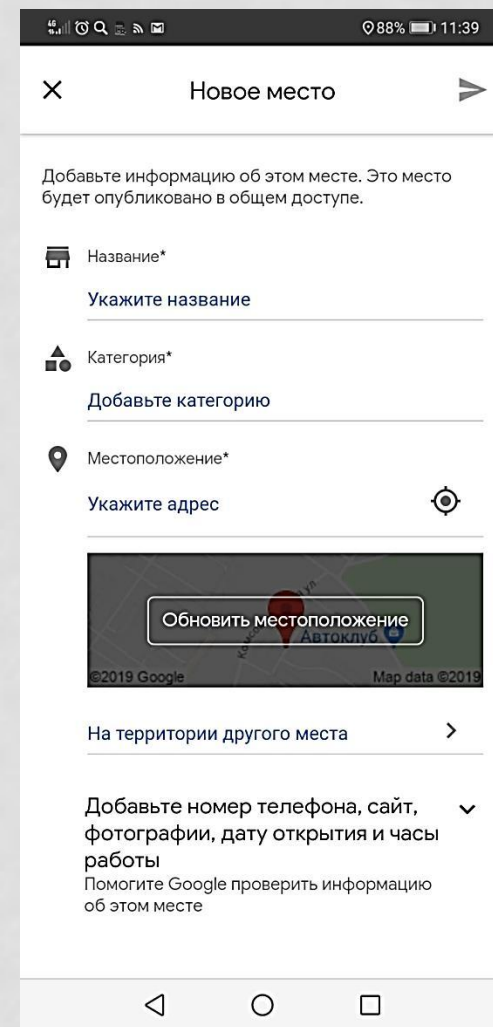 46
88% 11:39
Новое место
Добавьте информацию об этом месте. Это место
будет опубликовано в общем доступе.
Название*
Укажите название
Категория*
Добавьте категорию
Местоположение*
Укажите адрес
Обновить местоположение
Автоклуб
©2019 Google Map data ©2019
На территории другого места
Добавьте номер телефона, сайт,
фотографии, дату открытия и часы
работы
Помогите Google проверить информацию
об этом месте